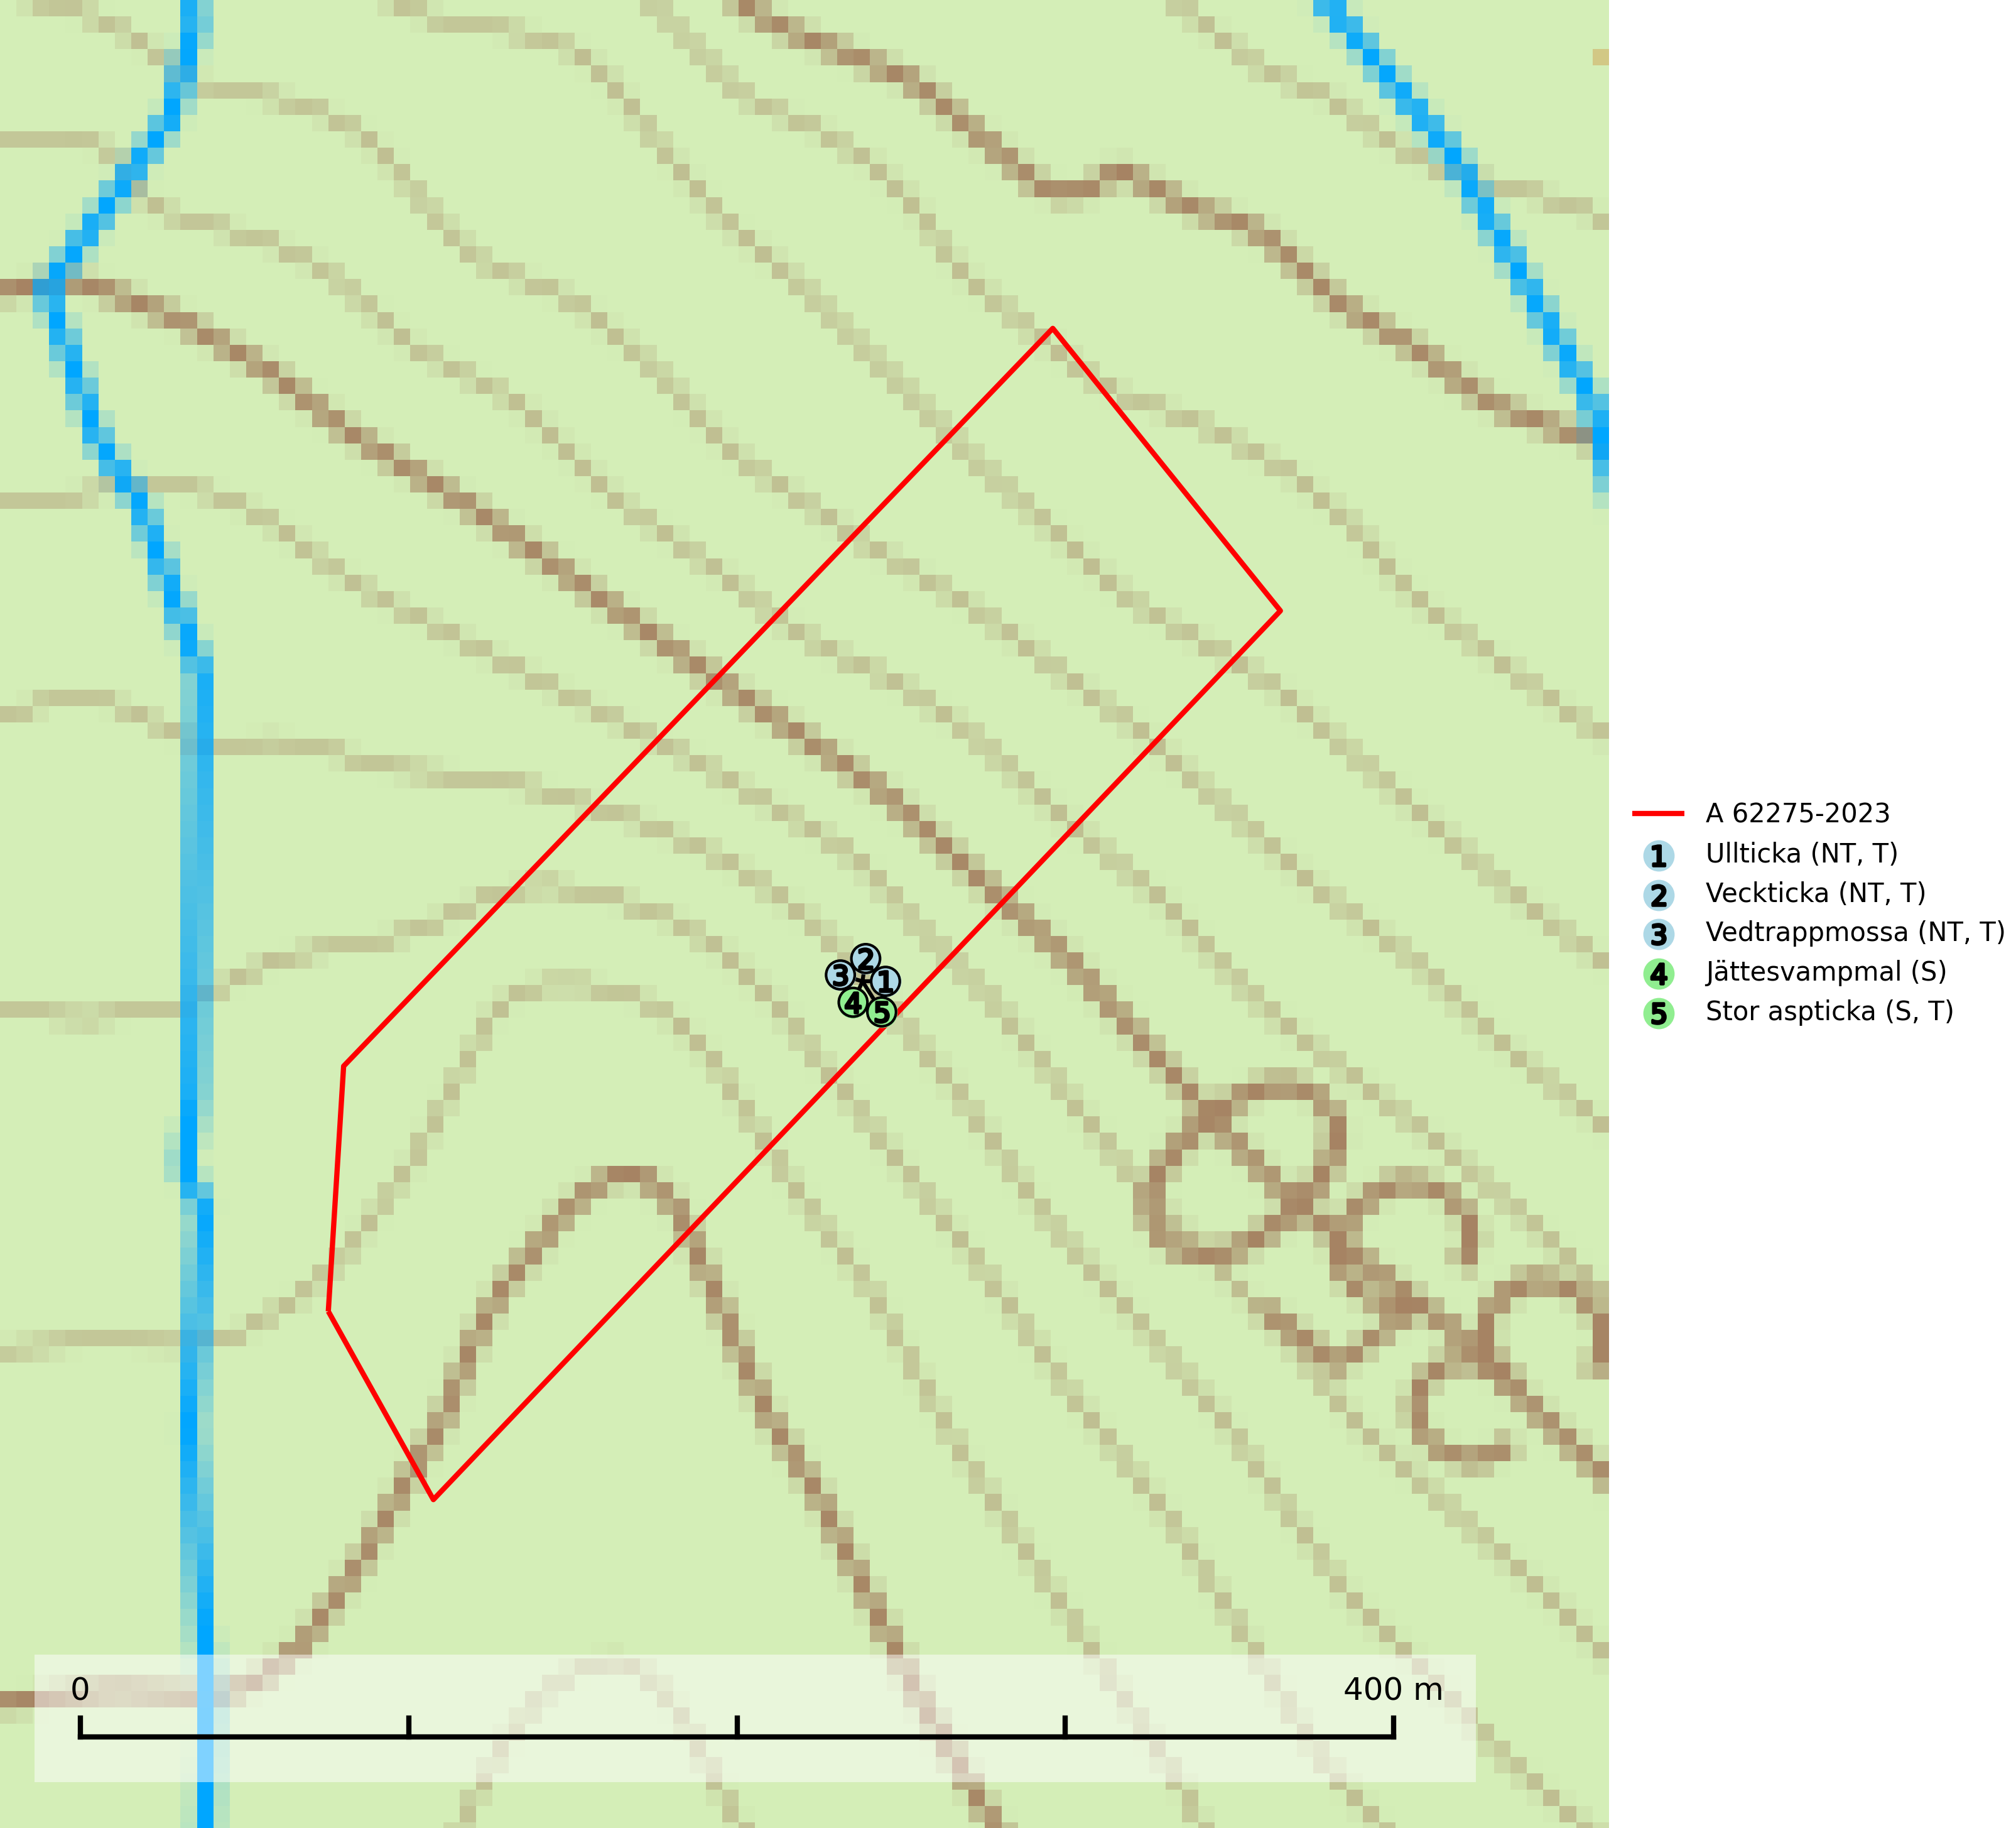 A 62275-2023
1 Ullticka (NT, T)
2 Veckticka (NT, T)
3 Vedtrappmossa (NT, T)
4 Jättesvampmal (S)
5 Stor aspticka (S, T)
2
3 1
4 5
0 400 m